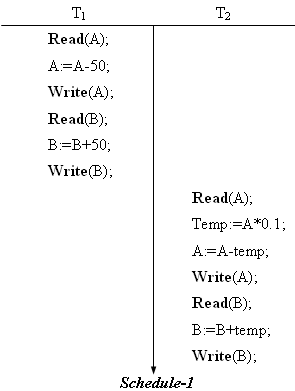 T1 T2
Read(A);
A:=A-50;
Write(A);
Read(B);
B:=B+50;
Write(B);
Read(A);
Temp:=A*0.1;
A:=A-temp;
Write(A);
Read(B);
B:=B+temp;
Write(B);
Schedule-1